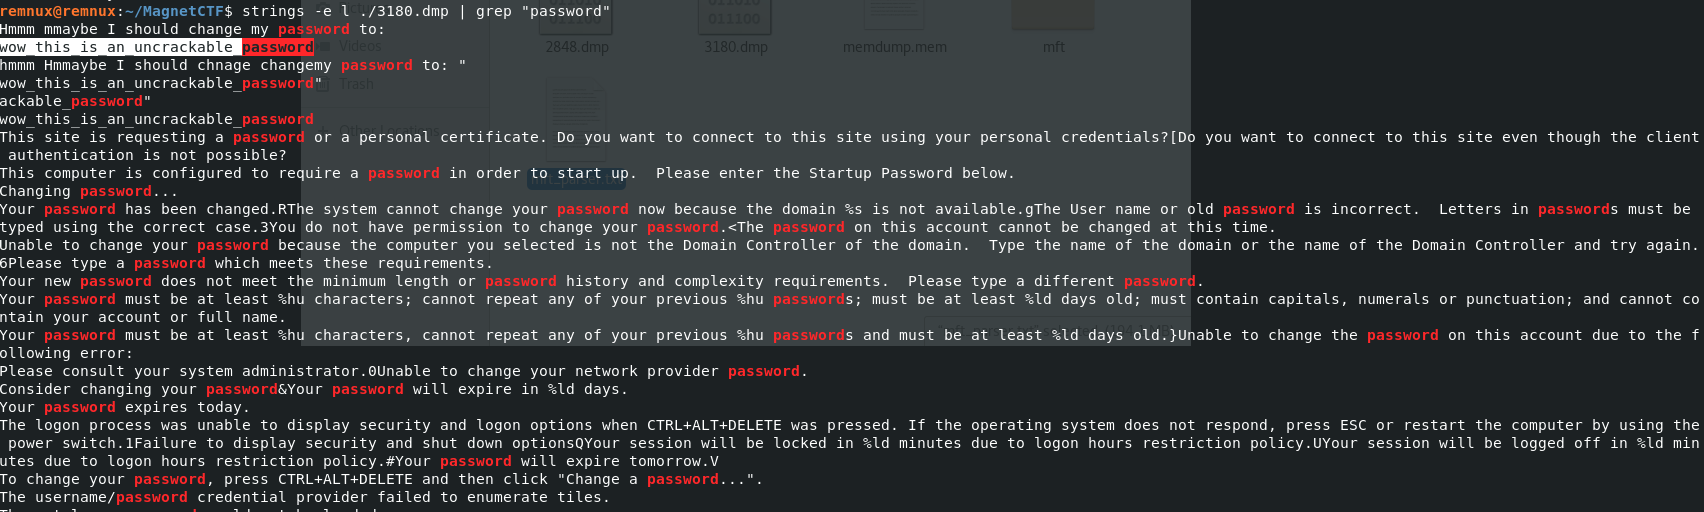 remnux@remnux:~/MagnetCTF$ strings -e l ./3180.dmp | grep "password"
Hmmm mmaybe I should change my password to:
wow_this_is_an_uncrackable_password
hmmm Hmmaybe I should chnage changemy password to: "
wow_this_is_an_uncrackable_password"
ackable_password"
wow_this_is_an_uncrackable_password
This site is requesting a password or a personal certificate. Do you want to connect to this site using your personal credentials?[Do you want to connect to this site even though the client
 authentication is not possible?
This computer is configured to require a password in order to start up.  Please enter the Startup Password below.
Changing password...
Your password has been changed.RThe system cannot change your password now because the domain %s is not available.gThe User name or old password is incorrect.  Letters in passwords must be
typed using the correct case.3You do not have permission to change your password.<The password on this account cannot be changed at this time.
Unable to change your password because the computer you selected is not the Domain Controller of the domain.  Type the name of the domain or the name of the Domain Controller and try again.
6Please type a password which meets these requirements.
Your new password does not meet the minimum length or password history and complexity requirements.  Please type a different password.
Your password must be at least %hu characters; cannot repeat any of your previous %hu passwords; must be at least %ld days old; must contain capitals, numerals or punctuation; and cannot co
ntain your account or full name.
Your password must be at least %hu characters, cannot repeat any of your previous %hu passwords and must be at least %ld days old.}Unable to change the password on this account due to the f
ollowing error:
Please consult your system administrator.0Unable to change your network provider password.
Consider changing your password&Your password will expire in %ld days.
Your password expires today.
The logon process was unable to display security and logon options when CTRL+ALT+DELETE was pressed. If the operating system does not respond, press ESC or restart the computer by using the
 power switch.1Failure to display security and shut down optionsQYour session will be locked in %ld minutes due to logon hours restriction policy.UYour session will be logged off in %ld min
utes due to logon hours restriction policy.#Your password will expire tomorrow.V
To change your password, press CTRL+ALT+DELETE and then click "Change a password...".
The username/password credential provider failed to enumerate tiles.
2848.dmp
3180.dmp
memdump.mem
mft
Videos
Trash